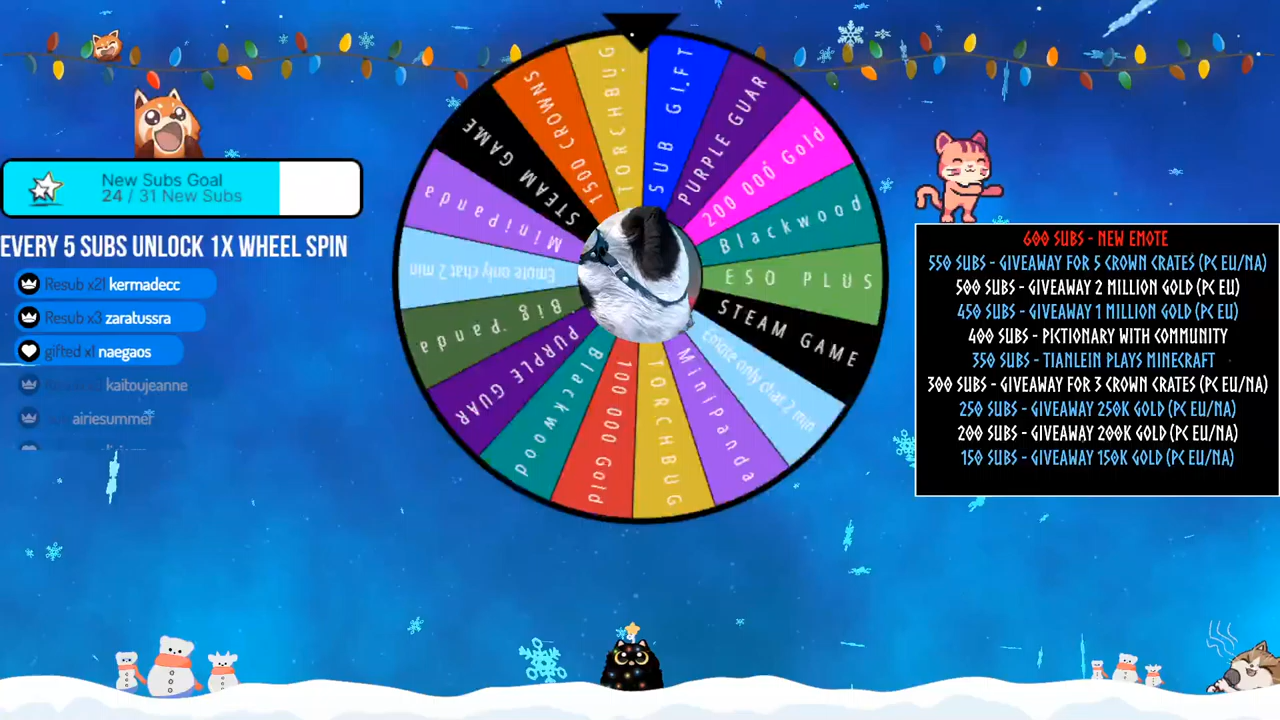 New Subs Goal
24 / 31 New Subs
EVERY 5 SUBS UNLOCK 1X WHEEL SPIN
Resub x21 kermadecc
Resub x3 zaratussra
gifted x1 naegaos
kaitoujeanne
airiesummer
TORCHBUG
SUB GIFT
PURPLE GUAR
200 000 Gold
Blackwood
ESO PLUS
STEAM GAME
Emote only chat 2 min
MiniPanda
TORCHBUG
100 000 Gold
Blackwood
PURPLE GUAR
Big Panda
Emote only chat 2 min
MiniPanda
STEAM GAME
1500 CROWNS
600 SUBS - NEW EMOTE
550 SUBS - GIVEAWAY FOR 5 CROWN CRATES (PC EU/NA)
500 SUBS - GIVEAWAY 2 MILLION GOLD (PC EU)
450 SUBS - GIVEAWAY 1 MILLION GOLD (PC EU)
400 SUBS - PICTIONARY WITH COMMUNITY
350 SUBS - TIANLEIN PLAYS MINECRAFT
300 SUBS - GIVEAWAY FOR 3 CROWN CRATES (PC EU/NA)
250 SUBS - GIVEAWAY 250K GOLD (PC EU/NA)
200 SUBS - GIVEAWAY 200K GOLD (PC EU/NA)
150 SUBS - GIVEAWAY 150K GOLD (PC EU/NA)